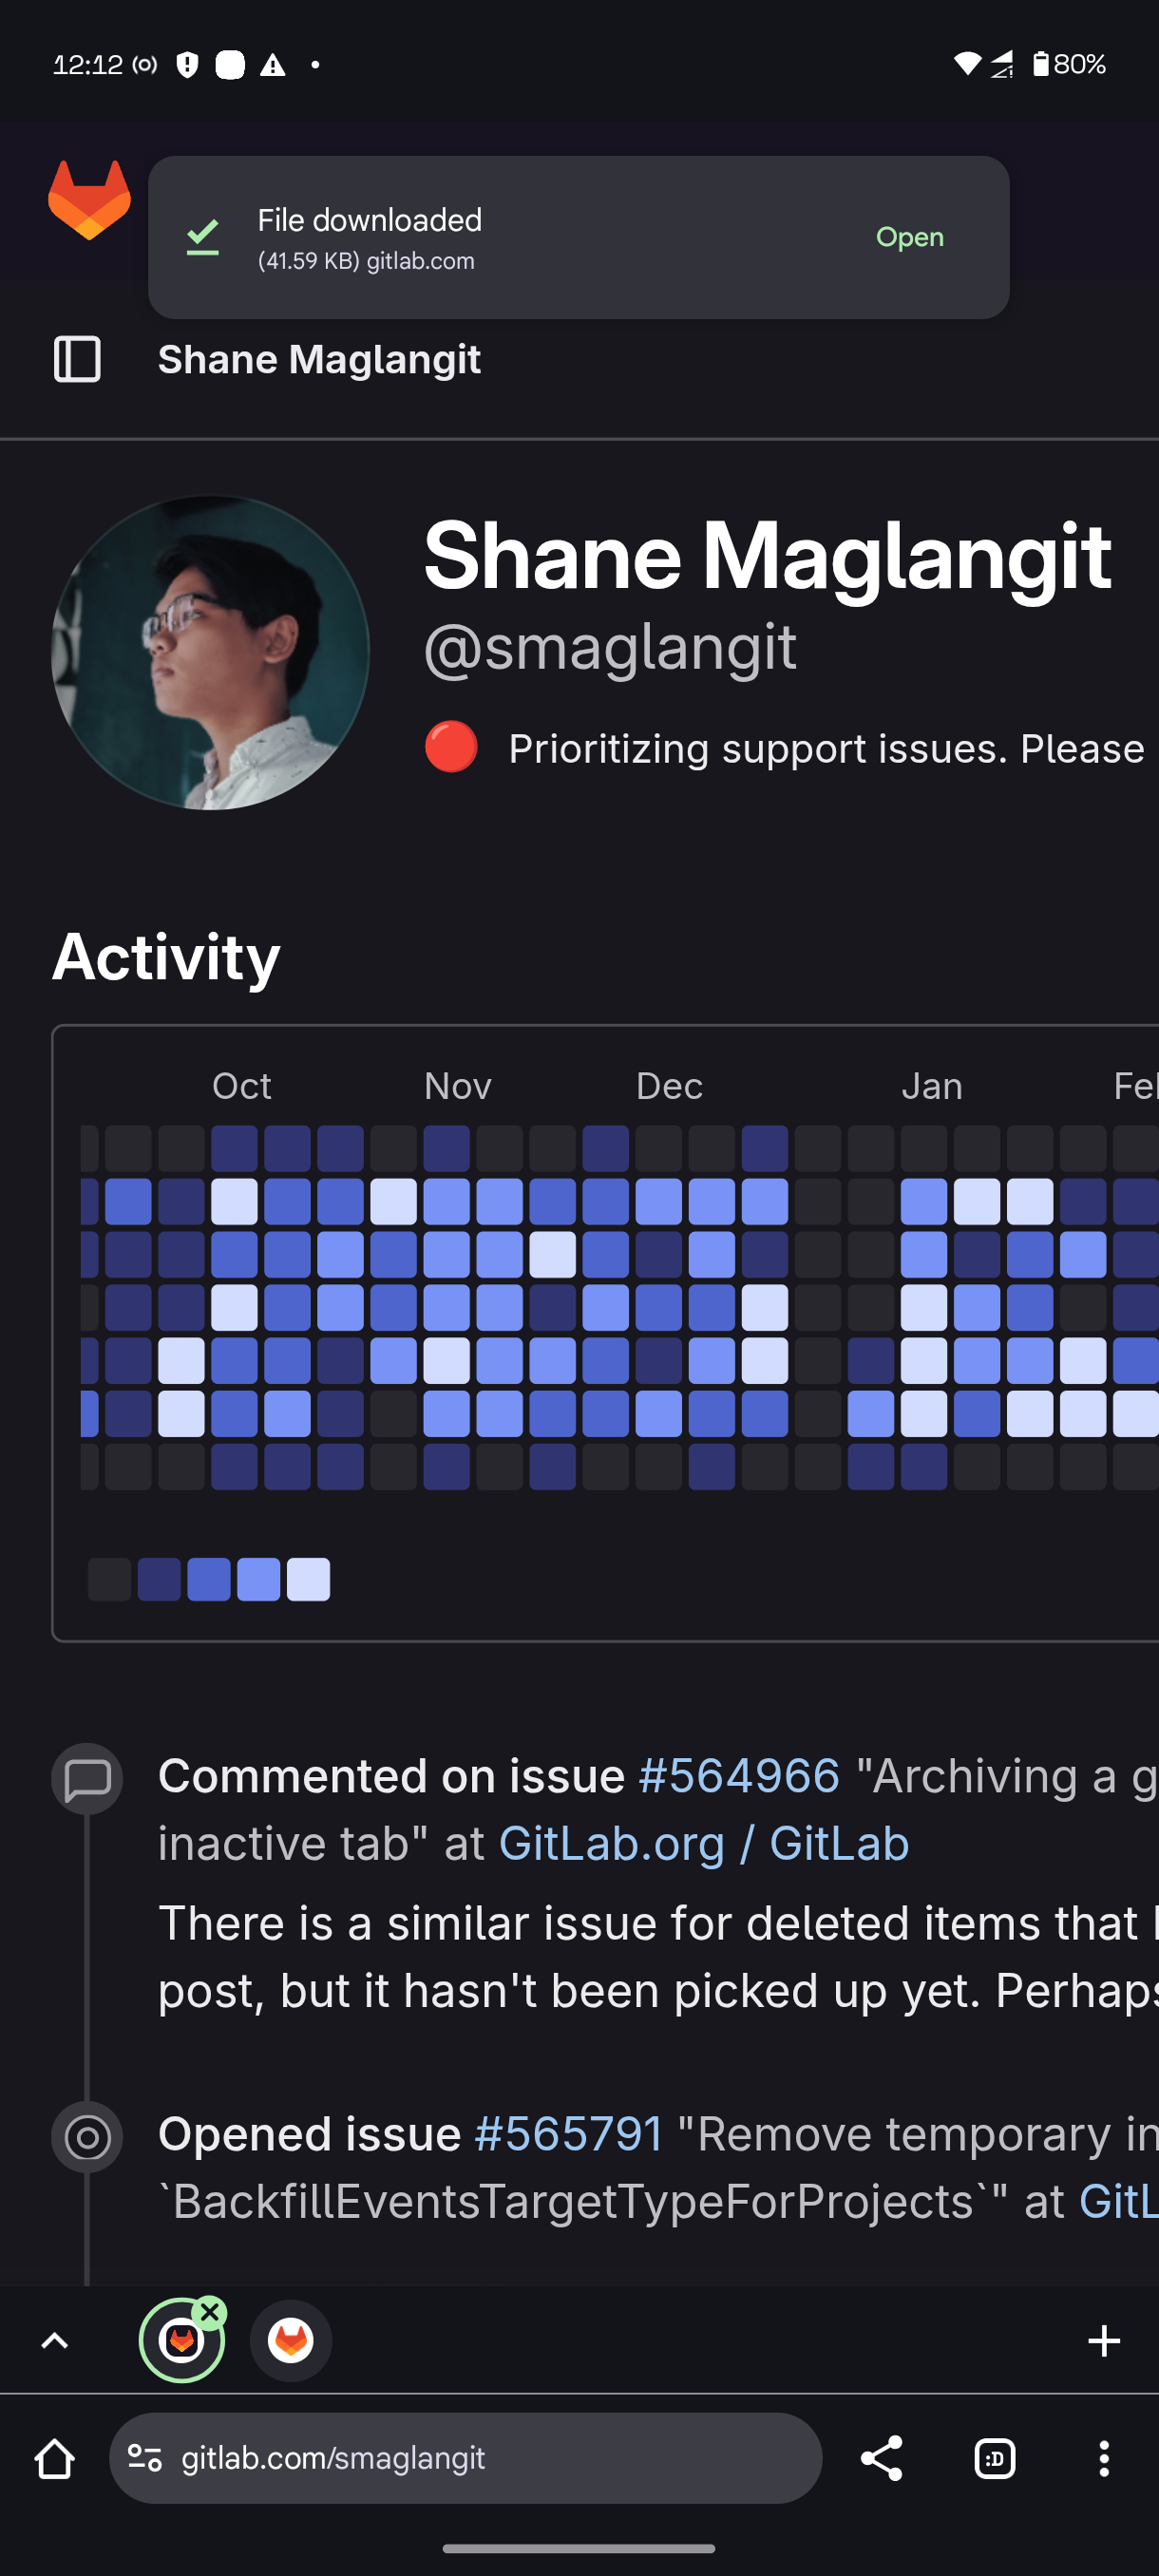 12:12
80%
File downloaded
(41.59 KB) gitlab.com
Open
Shane Maglangit
Shane Maglangit
@smaglangit
Prioritizing support issues. Please
Activity
Oct Nov Dec Jan Feb
Commented on issue #564966 "Archiving a g
inactive tab" at GitLab.org / GitLab
There is a similar issue for deleted items that
post, but it hasn't been picked up yet. Perhaps
Opened issue #565791 "Remove temporary in
`BackfillEventsTargetTypeForProjects`" at GitL
gitlab.com/smaglangit
:D